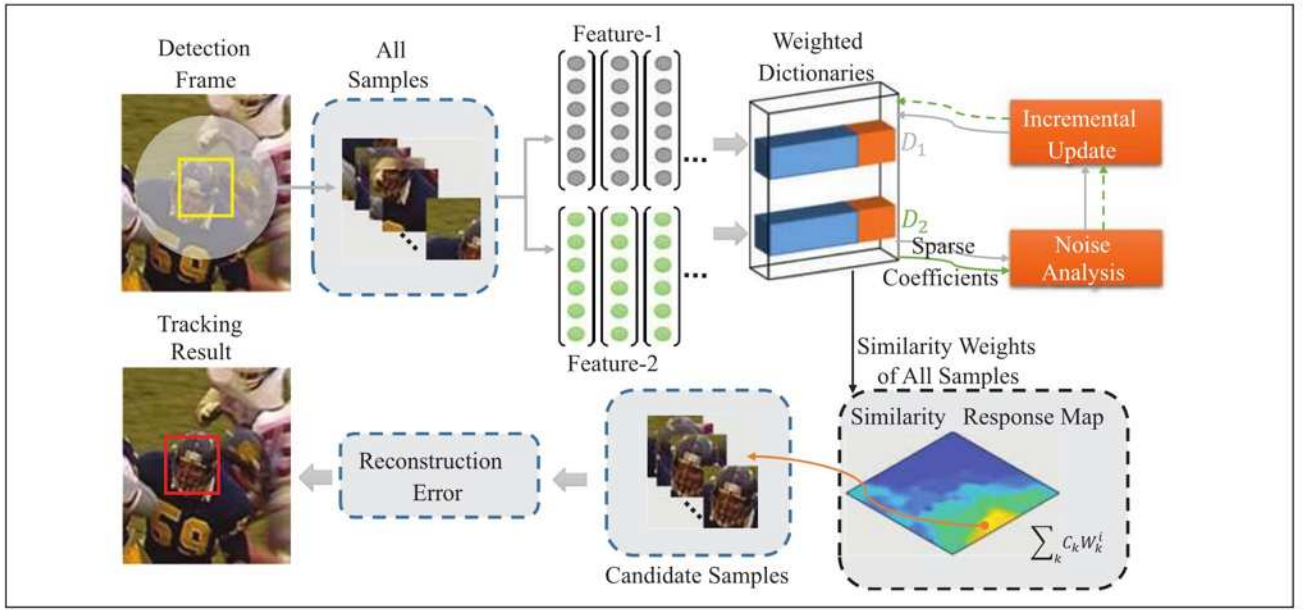 Detection
Frame
All
Samples
Feature-1
Weighted
Dictionaries
D₁
Incremental
Update
D₂
Sparse
Coefficients
Noise
Analysis
Feature-2
59
Tracking
Result
Similarity Weights
of All Samples
Similarity Response Map
∑ₖ CₖWₖⁱ
Reconstruction
Error
59
Candidate Samples